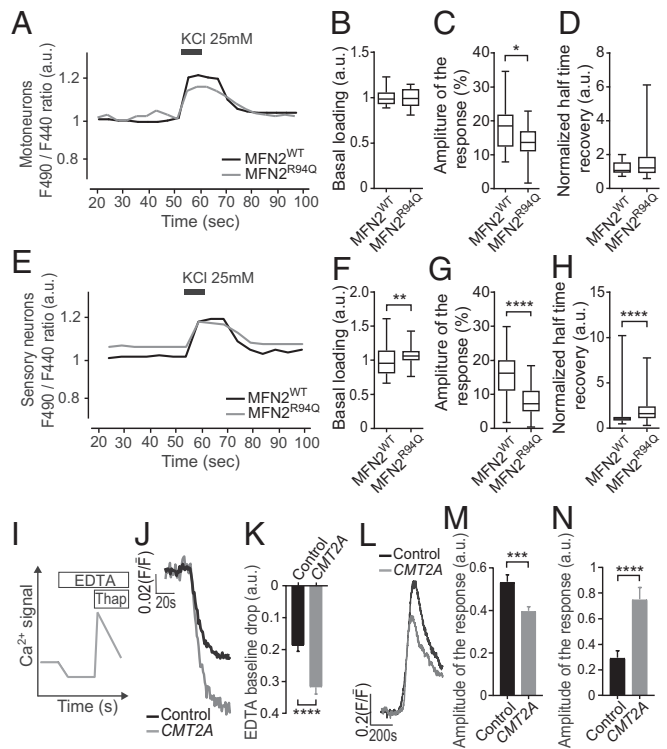 A
KCl 25mM
Motoneurons
F490 / F440 ratio (a.u.)
1.2
1
0.8
MFN2WT
MFN2R94Q
20 30 40 50 60 70 80 90 100
Time (sec)
B
Basal loading (a.u.)
2.0
1.5
1
0.5
0
MFN2WT
MFN2R94Q
C
Ampliture of the
response (%)
40
30
20
10
0
*
MFN2WT
MFN2R94Q
D
Normalized half time
recovery (a.u.)
8
6
4
2
0
MFN2WT
MFN2R94Q
E
KCl 25mM
Sensory neurons
F490 / F440 ratio (a.u.)
1.2
1
0.8
MFN2WT
MFN2R94Q
20 30 40 50 60 70 80 90 100
Time (sec)
F
Basal loading (a.u.)
2.0
1.5
1
0.5
0
**
MFN2WT
MFN2R94Q
G
Ampliture of the
response (%)
40
30
20
10
0
****
MFN2WT
MFN2R94Q
H
Normalized half time
recovery (a.u.)
15
10
5
0
****
MFN2WT
MFN2R94Q
I
Ca2+ signal
EDTA
Thap
Time (s)
J
0.02(F/F)
20s
Control
CMT2A
K
Control
CMT2A
EDTA baseline drop (a.u.)
0
0.1
0.2
0.3
0.4
****
L
Control
CMT2A
0.2(F/F)
200s
M
Amplitude of the response (a.u.)
0.6
0.4
0.2
0
***
Control
CMT2A
N
Amplitude of the response (a.u.)
1
0.8
0.6
0.4
0.2
0
****
Control
CMT2A